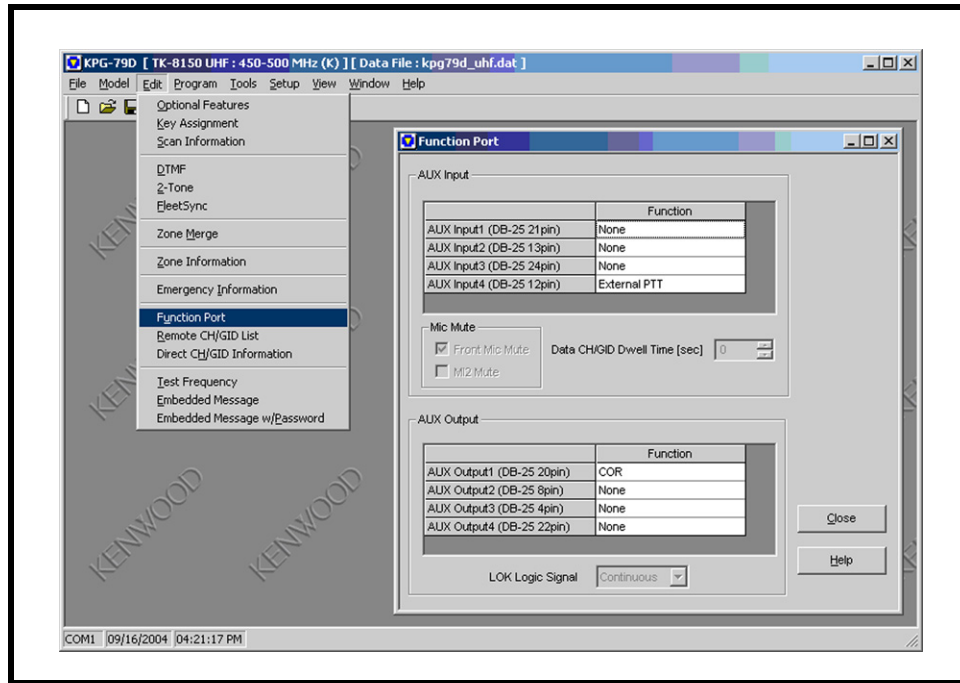 KPG-79D [ TK-8150 UHF : 450-500 MHz (K) ] [ Data File : kpg79d_uhf.dat ]
File Model Edit Program Tools Setup View Window Help
Optional Features
Key Assignment
Scan Information
DTMF
2-Tone
FleetSync
Zone Merge
Zone Information
Emergency Information
Function Port
Remote CH/GID List
Direct CH/GID Information
Test Frequency
Embedded Message
Embedded Message w/Password
Function Port
AUX Input
Function
AUX Input1 (DB-25 21pin) None
AUX Input2 (DB-25 13pin) None
AUX Input3 (DB-25 24pin) None
AUX Input4 (DB-25 12pin) External PTT
Mic Mute
Front Mic Mute
MI2 Mute
Data CH/GID Dwell Time [sec] 0
AUX Output
Function
AUX Output1 (DB-25 20pin) COR
AUX Output2 (DB-25 8pin) None
AUX Output3 (DB-25 4pin) None
AUX Output4 (DB-25 22pin) None
LOK Logic Signal Continuous
Close
Help
KENWOOD
KENWOOD
KENWOOD
KENWOOD
COM1 09/16/2004 04:21:17 PM